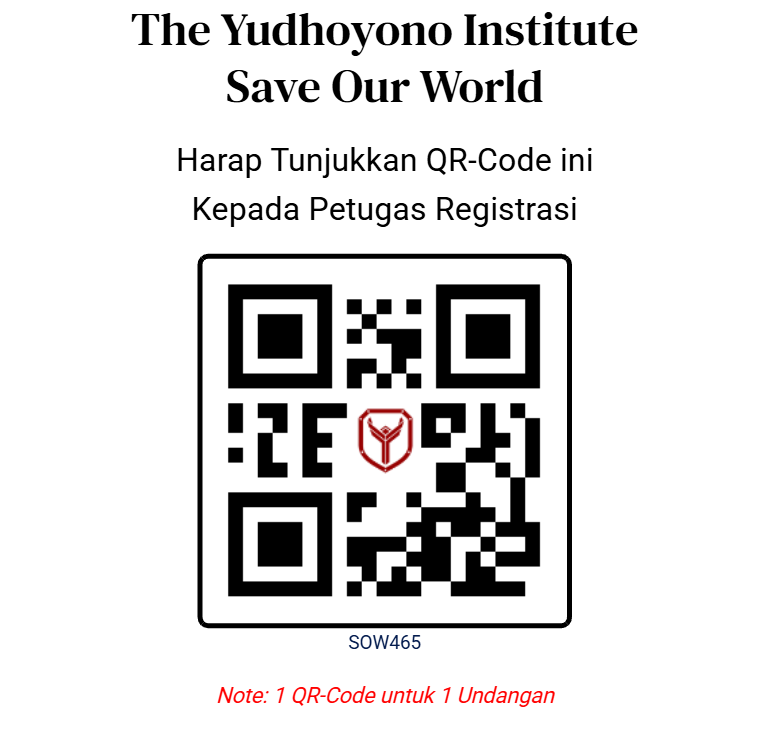 The Yudhoyono Institute
Save Our World
Harap Tunjukkan QR-Code ini
Kepada Petugas Registrasi
SOW465
Note: 1 QR-Code untuk 1 Undangan